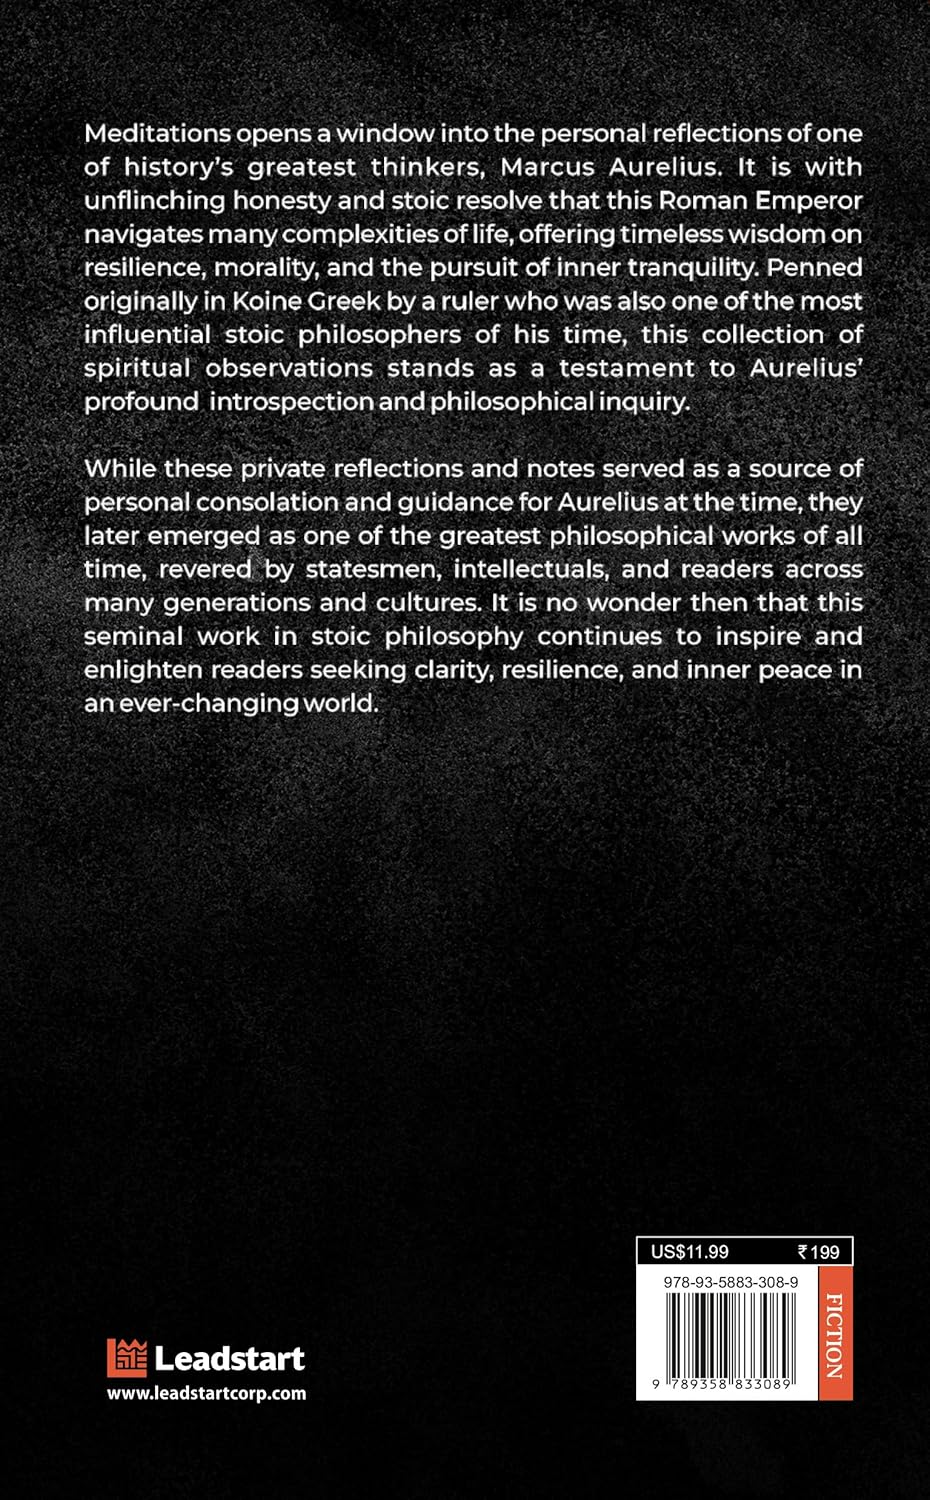 Meditations opens a window into the personal reflections of one
of history’s greatest thinkers, Marcus Aurelius. It is with
unflinching honesty and stoic resolve that this Roman Emperor
navigates many complexities of life, offering timeless wisdom on
resilience, morality, and the pursuit of inner tranquility. Penned
originally in Koine Greek by a ruler who was also one of the most
influential stoic philosophers of his time, this collection of
spiritual observations stands as a testament to Aurelius’
profound introspection and philosophical inquiry.
While these private reflections and notes served as a source of
personal consolation and guidance for Aurelius at the time, they
later emerged as one of the greatest philosophical works of all
time, revered by statesmen, intellectuals, and readers across
many generations and cultures. It is no wonder then that this
seminal work in stoic philosophy continues to inspire and
enlighten readers seeking clarity, resilience, and inner peace in
an ever-changing world.
US$11.99 ₹199
978-93-5883-308-9
FICTION
9 789358 833089
Leadstart
www.leadstartcorp.com